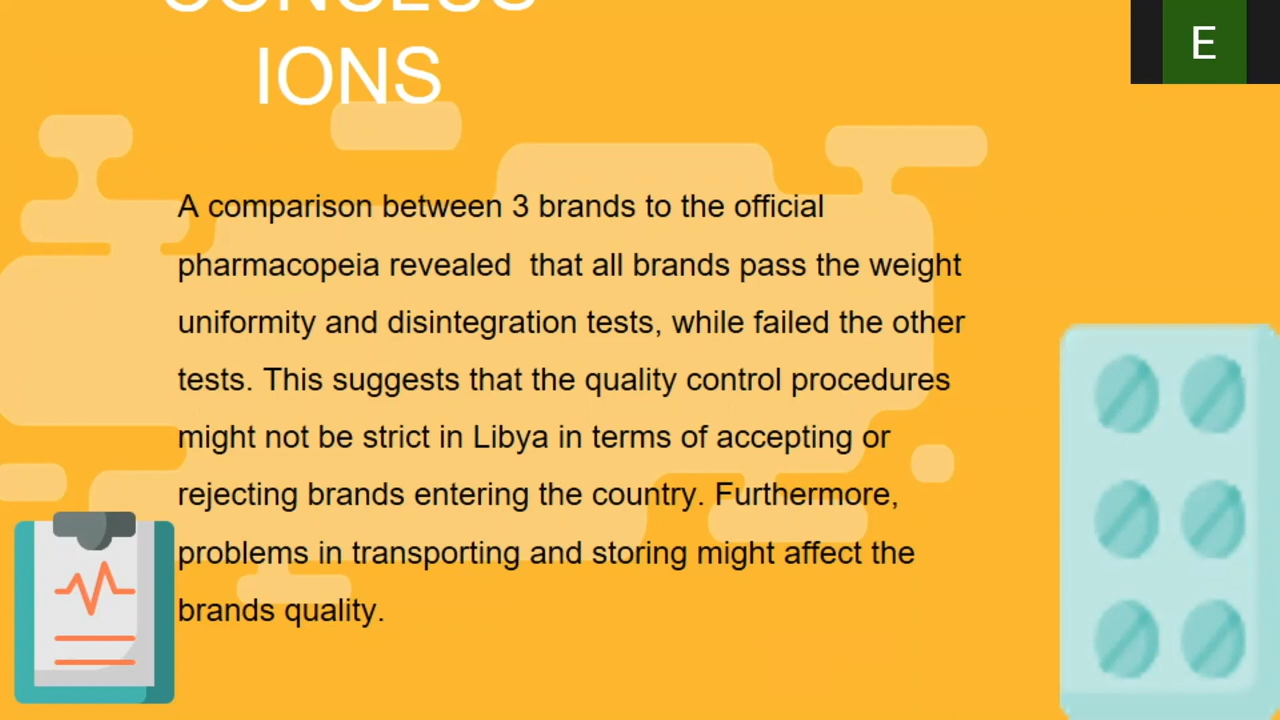 CONCESS
IONS
E
A comparison between 3 brands to the official
pharmacopeia revealed  that all brands pass the weight
uniformity and disintegration tests, while failed the other
tests. This suggests that the quality control procedures
might not be strict in Libya in terms of accepting or
rejecting brands entering the country. Furthermore,
problems in transporting and storing might affect the
brands quality.